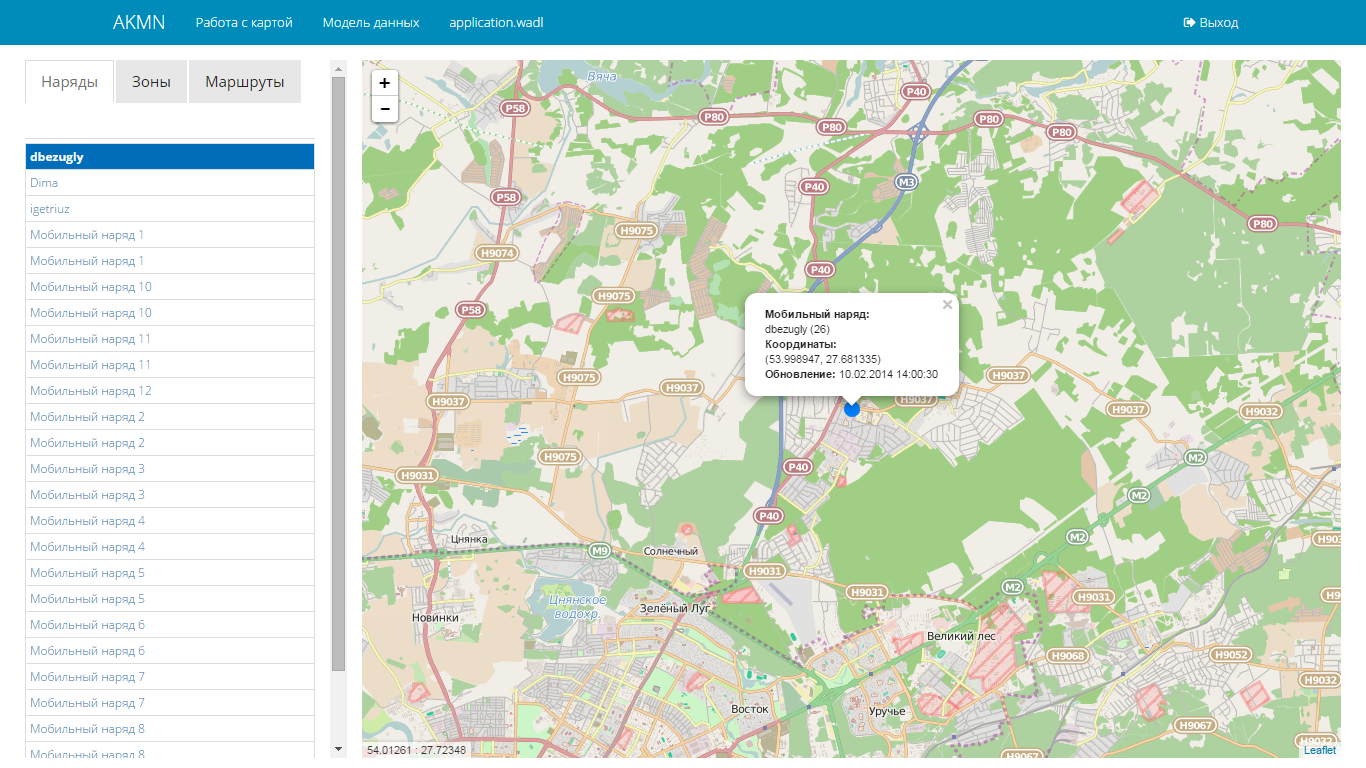 AKMN Работа с картой Модель данных application.wadl Выход
Наряды Зоны Маршруты
dbezugly
Dima
igetriuz
Мобильный наряд 1
Мобильный наряд 1
Мобильный наряд 10
Мобильный наряд 10
Мобильный наряд 11
Мобильный наряд 11
Мобильный наряд 12
Мобильный наряд 2
Мобильный наряд 2
Мобильный наряд 3
Мобильный наряд 3
Мобильный наряд 4
Мобильный наряд 4
Мобильный наряд 5
Мобильный наряд 5
Мобильный наряд 6
Мобильный наряд 6
Мобильный наряд 7
Мобильный наряд 7
Мобильный наряд 8
Мобильный наряд 8
+
−
Вяча
P40
P58
P80
P80
P80
P80
M3
P40
P58
P80
H9075
H9074
P40
H9075
P58
Мобильный наряд:
dbezugly (26)
Координаты:
(53.998947, 27.681335)
Обновление: 10.02.2014 14:00:30
×
H9075
H9037
H9037
H9037
H9037
H9037
H9032
H9075
M2
P40
H9031
M2
P40
M2
Цнянка
M9
Солнечный
H9031
M2
H9031
H9031
Цнянское
водохр.
Зелёный Луг
Новинки
Великий лес
H9068
H9052
H9032
Восток
Уручье
H9067
H9032
H9067
54.01261 : 27.72348
Leaflet